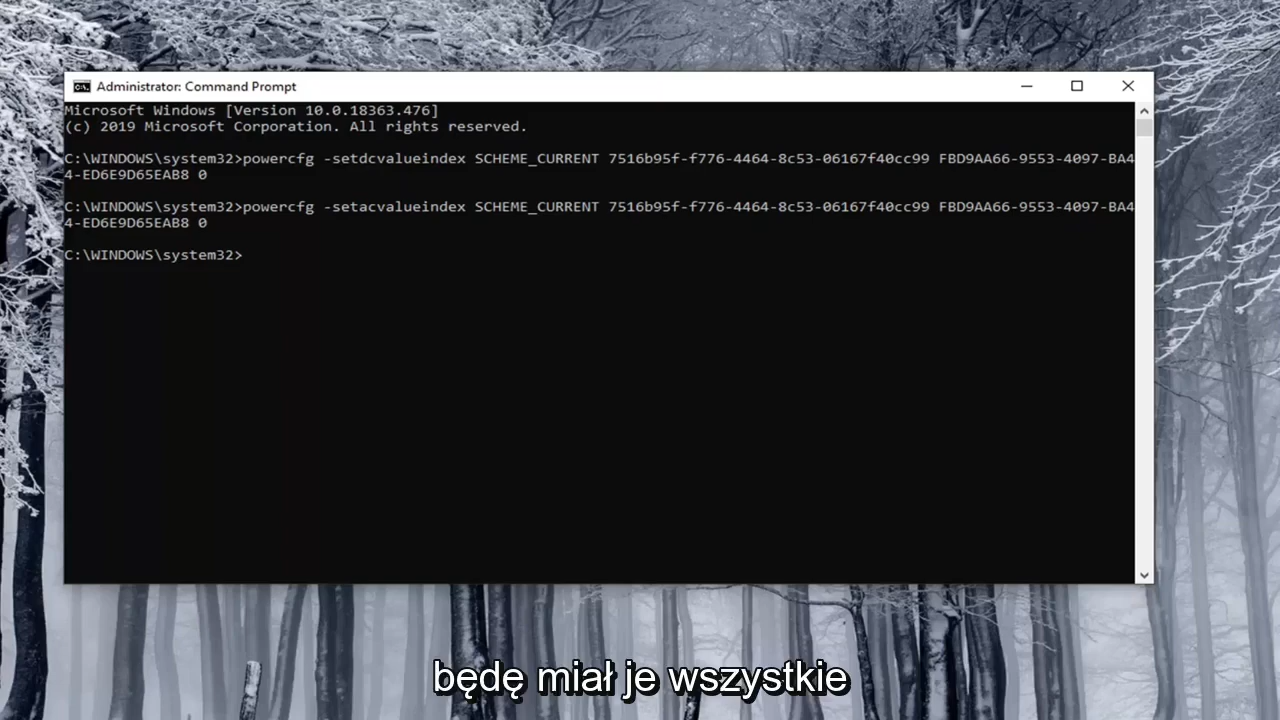 Administrator: Command Prompt
Microsoft Windows [Version 10.0.18363.476]
(c) 2019 Microsoft Corporation. All rights reserved.
C:\WINDOWS\system32>powercfg -setdcvalueindex SCHEME_CURRENT 7516b95f-f776-4464-8c53-06167f40cc99 FBD9AA66-9553-4097-BA4
4-ED6E9D65EAB8 0
C:\WINDOWS\system32>powercfg -setacvalueindex SCHEME_CURRENT 7516b95f-f776-4464-8c53-06167f40cc99 FBD9AA66-9553-4097-BA4
4-ED6E9D65EAB8 0
C:\WINDOWS\system32>
będę miał je wszystkie